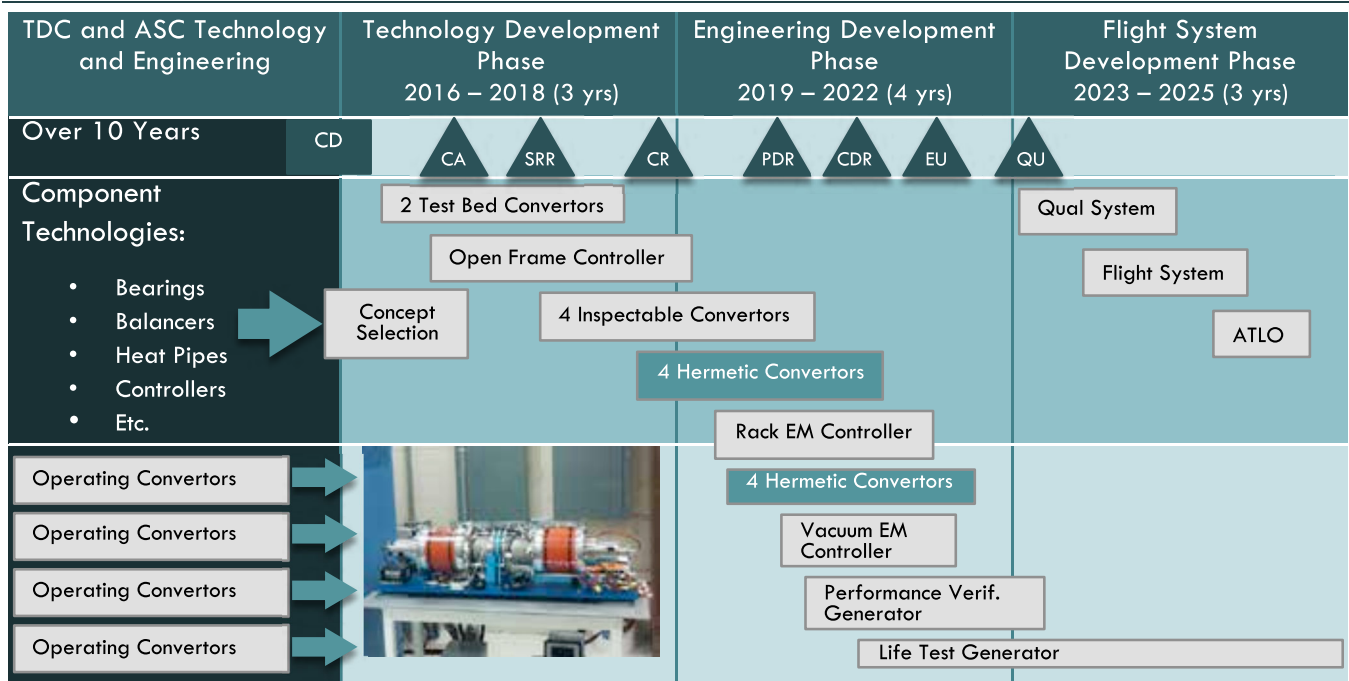 TDC and ASC Technology
and Engineering
Technology Development
Phase
2016 – 2018 (3 yrs)
Engineering Development
Phase
2019 – 2022 (4 yrs)
Flight System
Development Phase
2023 – 2025 (3 yrs)
Over 10 Years
CD
CA
SRR
CR
PDR
CDR
EU
QU
Component
Technologies:
• Bearings
• Balancers
• Heat Pipes
• Controllers
• Etc.
Concept
Selection
2 Test Bed Convertors
Open Frame Controller
4 Inspectable Convertors
4 Hermetic Convertors
Rack EM Controller
4 Hermetic Convertors
Vacuum EM
Controller
Performance Verif.
Generator
Life Test Generator
Qual System
Flight System
ATLO
Operating Convertors
Operating Convertors
Operating Convertors
Operating Convertors